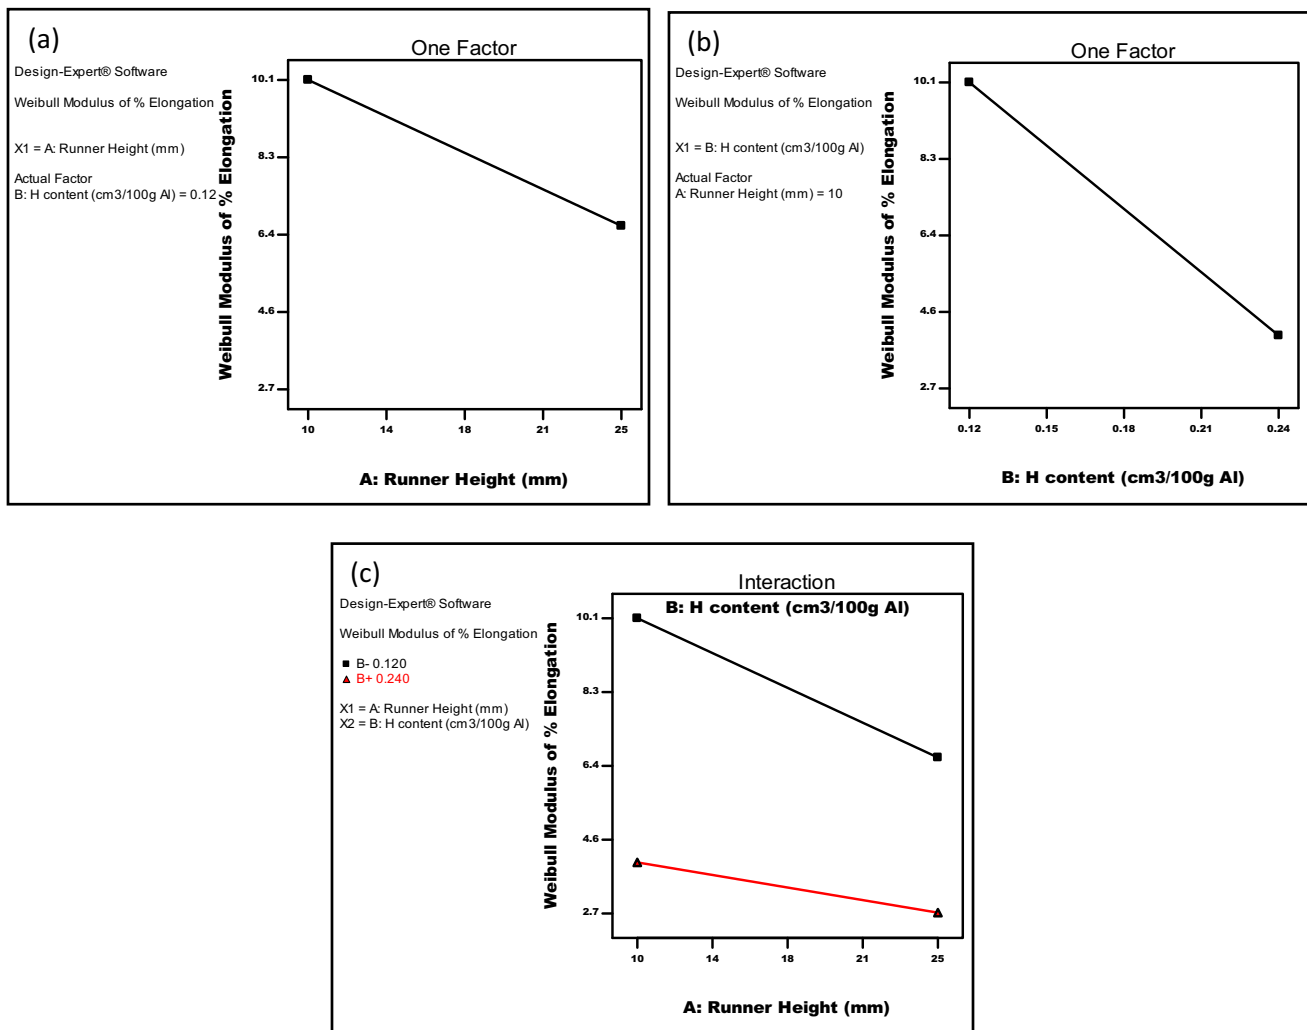 (a)
One Factor
Design-Expert® Software
Weibull Modulus of % Elongation
X1 = A: Runner Height (mm)
Actual Factor
B: H content (cm3/100g Al) = 0.12
Weibull Modulus of % Elongation
10.1
8.3
6.4
4.6
2.7
10 14 18 21 25
A: Runner Height (mm)
(b)
One Factor
Design-Expert® Software
Weibull Modulus of % Elongation
X1 = B: H content (cm3/100g Al)
Actual Factor
A: Runner Height (mm) = 10
Weibull Modulus of % Elongation
10.1
8.3
6.4
4.6
2.7
0.12 0.15 0.18 0.21 0.24
B: H content (cm3/100g Al)
(c)
Interaction
Design-Expert® Software
Weibull Modulus of % Elongation
B- 0.120
B+ 0.240
X1 = A: Runner Height (mm)
X2 = B: H content (cm3/100g Al)
B: H content (cm3/100g Al)
Weibull Modulus of % Elongation
10.1
8.3
6.4
4.6
2.7
10 14 18 21 25
A: Runner Height (mm)